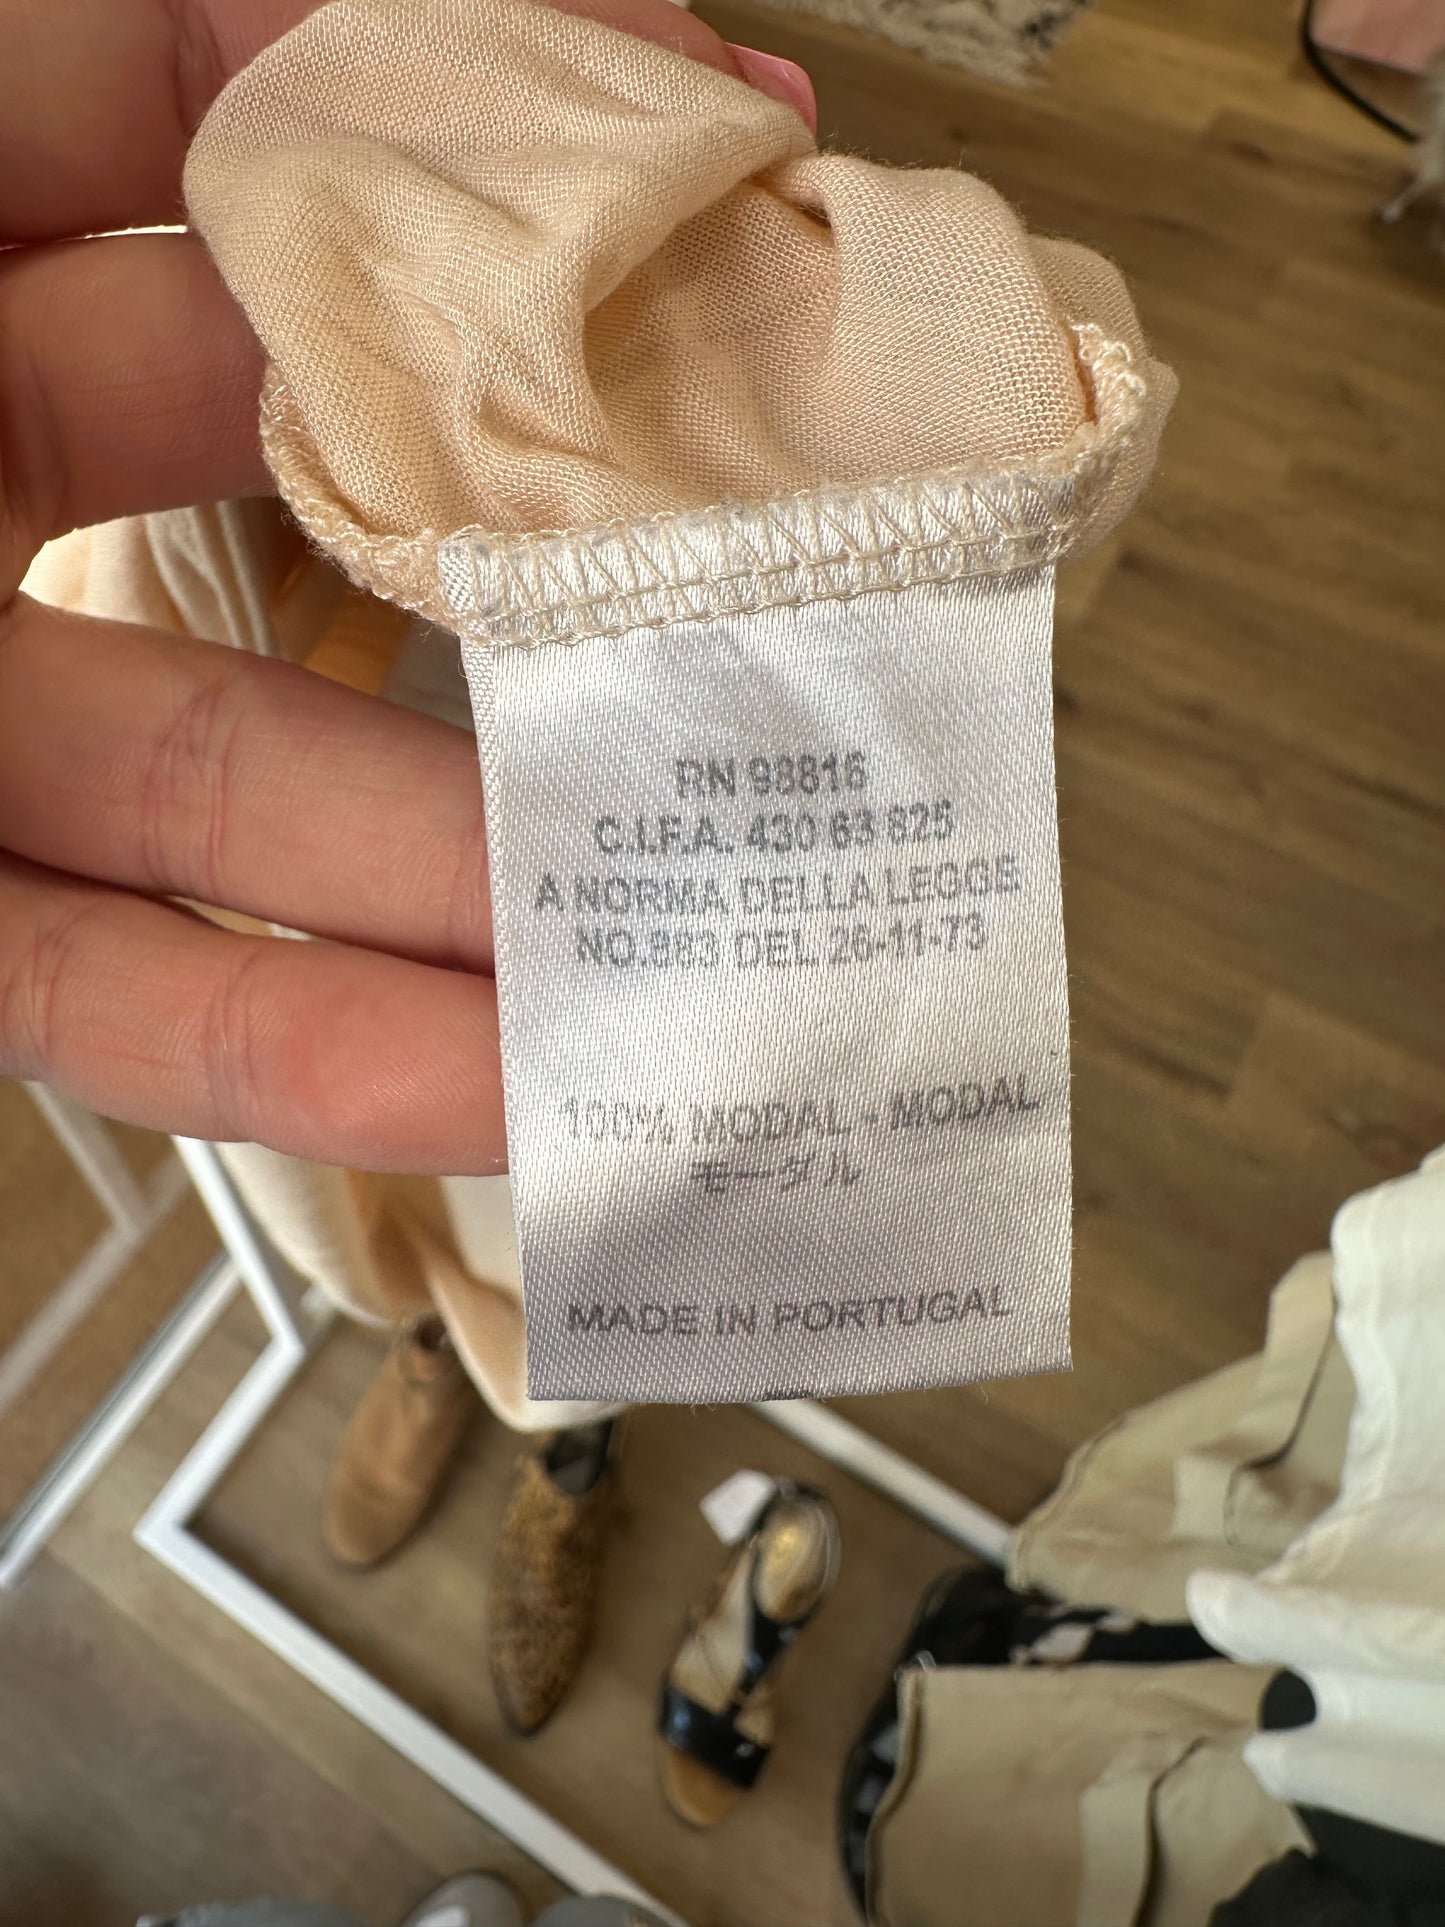 RN 98816
C.I.F.A. 430 63 825
A NORMA DELLA LEGGE
NO.883 DEL 26-11-73
100% MODAL - MODAL
モーダル
MADE IN PORTUGAL